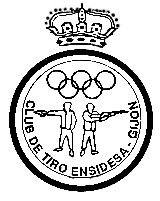 CLUB DE TIRO ENSIDESA - GIJON